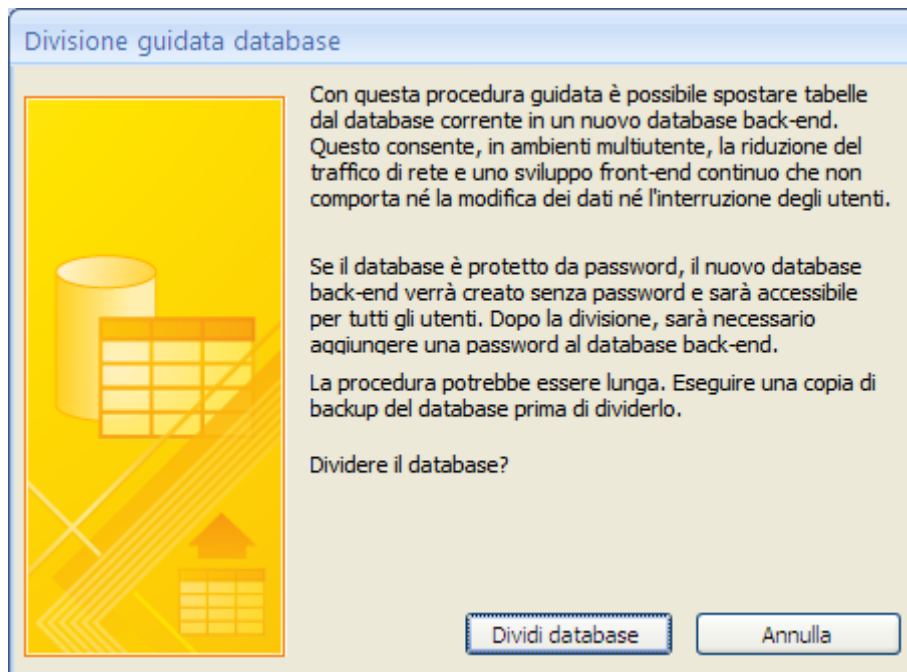 Divisione guidata database
Con questa procedura guidata è possibile spostare tabelle
dal database corrente in un nuovo database back-end.
Questo consente, in ambienti multiutente, la riduzione del
traffico di rete e uno sviluppo front-end continuo che non
comporta né la modifica dei dati né l'interruzione degli utenti.
Se il database è protetto da password, il nuovo database
back-end verrà creato senza password e sarà accessibile
per tutti gli utenti. Dopo la divisione, sarà necessario
aggiungere una password al database back-end.
La procedura potrebbe essere lunga. Eseguire una copia di
backup del database prima di dividerlo.
Dividere il database?
Dividi database
Annulla